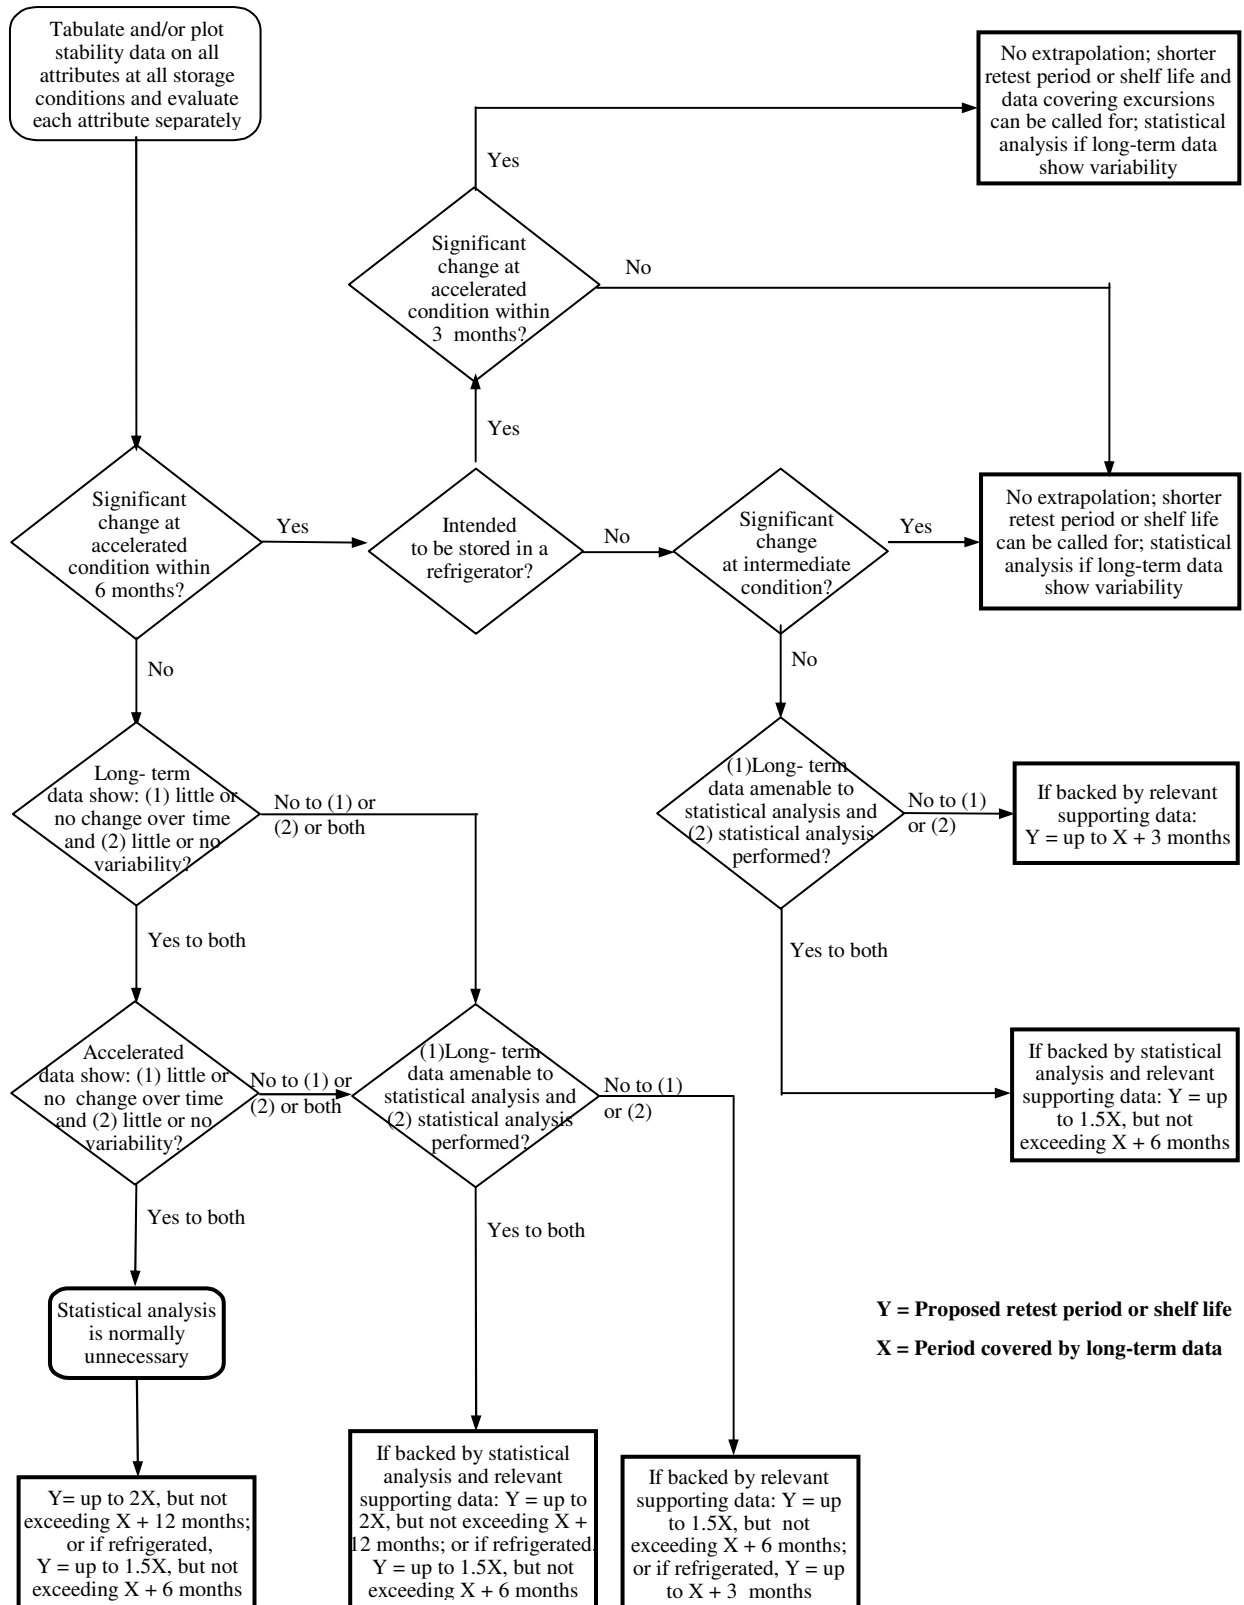 Tabulate and/or plot
stability data on all
attributes at all storage
conditions and evaluate
each attribute separately
No extrapolation; shorter
retest period or shelf life and
data covering excursions
can be called for; statistical
analysis if long-term data
show variability
Yes
Significant
change at
accelerated
condition within
3 months?
No
Yes
Significant
change at
accelerated
condition within
6 months?
Yes
Intended
to be stored in a
refrigerator?
No
Significant
change
at intermediate
condition?
Yes
No extrapolation; shorter
retest period or shelf life
can be called for; statistical
analysis if long-term data
show variability
No
No
Long- term
data show: (1) little or
no change over time
and (2) little or no
variability?
No to (1) or
(2) or both
(1)Long- term
data amenable to
statistical analysis and
(2) statistical analysis
performed?
No to (1)
or (2)
If backed by relevant
supporting data:
Y = up to X + 3 months
Yes to both
Yes to both
Accelerated
data show: (1) little or
no change over time
and (2) little or no
variability?
No to (1) or
(2) or both
(1)Long- term
data amenable to
statistical analysis and
(2) statistical analysis
performed?
No to (1)
or (2)
If backed by statistical
analysis and relevant
supporting data: Y = up
to 1.5X, but not
exceeding X + 6 months
Yes to both
Yes to both
Statistical analysis
is normally
unnecessary
Y = Proposed retest period or shelf life
X = Period covered by long-term data
Y= up to 2X, but not
exceeding X + 12 months;
or if refrigerated,
Y = up to 1.5X, but not
exceeding X + 6 months
If backed by statistical
analysis and relevant
supporting data: Y = up to
2X, but not exceeding X +
12 months; or if refrigerated,
Y = up to 1.5X, but not
exceeding X + 6 months
If backed by relevant
supporting data: Y = up
to 1.5X, but not
exceeding X + 6 months;
or if refrigerated, Y = up
to X + 3 months